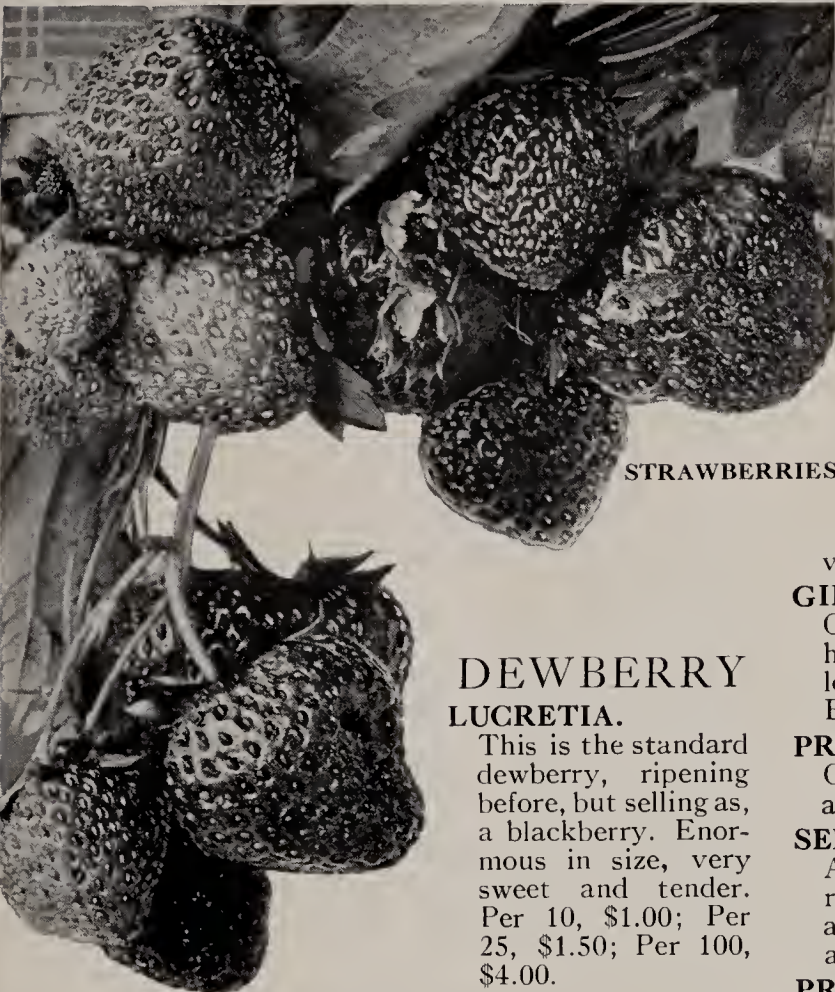 STRAWBERRIES
DEWBERRY
LUCRETIA.
This is the standard
dewberry, ripening
before, but selling as,
a blackberry. Enor-
mous in size, very
sweet and tender.
Per 10, $1.00; Per
25, $1.50; Per 100,
$4.00.